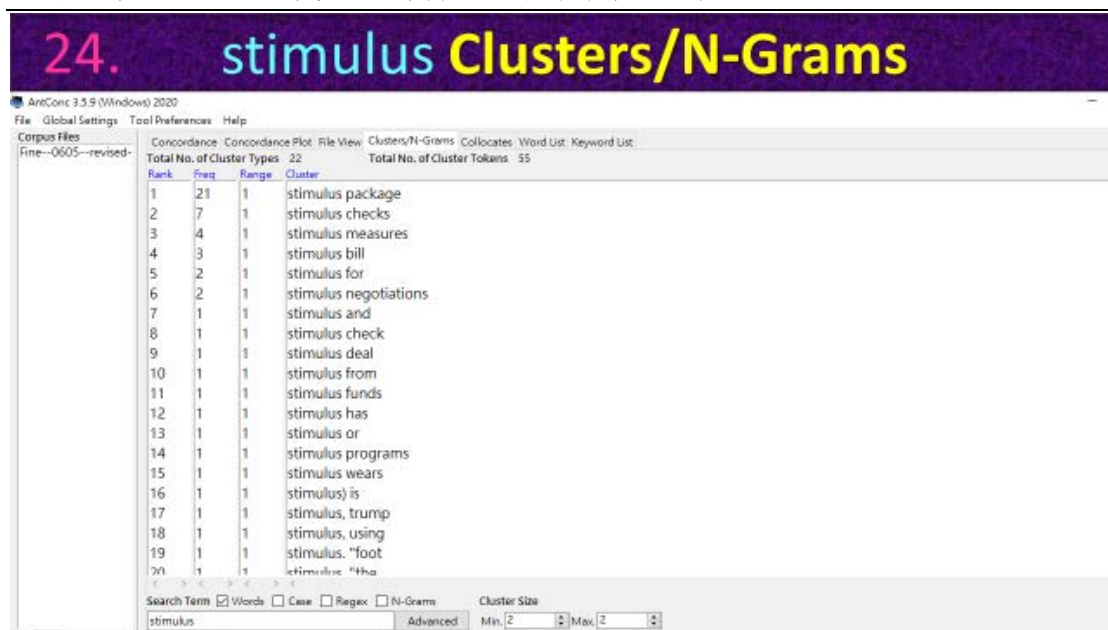 24. stimulus Clusters/N-Grams
AntConc 3.5.9 (Windows) 2020
File Global Settings Tool Preferences Help
Corpus Files
Fine--0605--revised-
Concordance Concordance Plot File View Clusters/N-Grams Collocates Word List Keyword List
Total No. of Cluster Types 22 Total No. of Cluster Tokens 55
Rank Freq Range Cluster
1 21 1 stimulus package
2 7 1 stimulus checks
3 4 1 stimulus measures
4 3 1 stimulus bill
5 2 1 stimulus for
6 2 1 stimulus negotiations
7 1 1 stimulus and
8 1 1 stimulus check
9 1 1 stimulus deal
10 1 1 stimulus from
11 1 1 stimulus funds
12 1 1 stimulus has
13 1 1 stimulus or
14 1 1 stimulus programs
15 1 1 stimulus wears
16 1 1 stimulus) is
17 1 1 stimulus, trump
18 1 1 stimulus, using
19 1 1 stimulus. "foot
20 1 1 stimulus. "the
Search Term Words Case Regex N-Grams Cluster Size
stimulus Advanced Min. 2 Max. 2